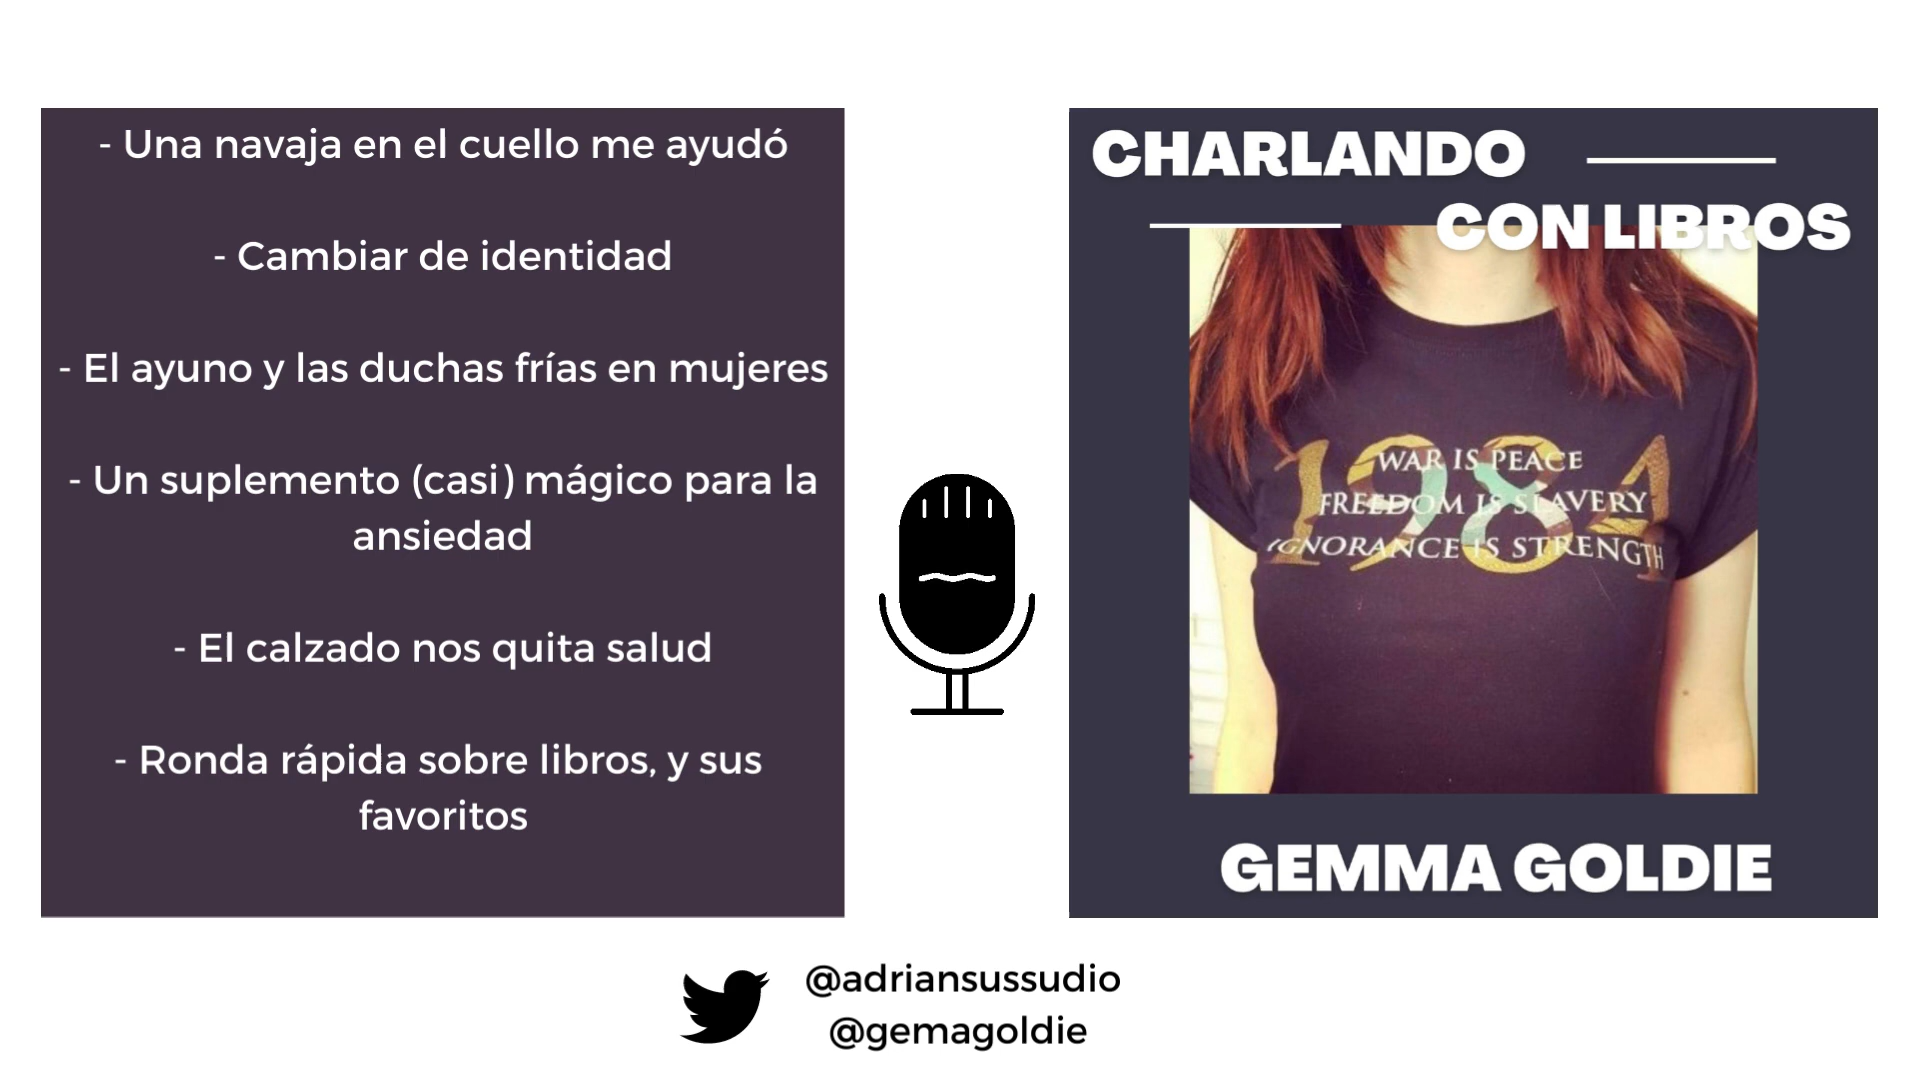 - Una navaja en el cuello me ayudó
- Cambiar de identidad
- El ayuno y las duchas frías en mujeres
- Un suplemento (casi) mágico para la
ansiedad
- El calzado nos quita salud
- Ronda rápida sobre libros, y sus
favoritos
CHARLANDO
CON LIBROS
1984
WAR IS PEACE
FREEDOM IS SLAVERY
IGNORANCE IS STRENGTH
GEMMA GOLDIE
@adriansussudio
@gemagoldie